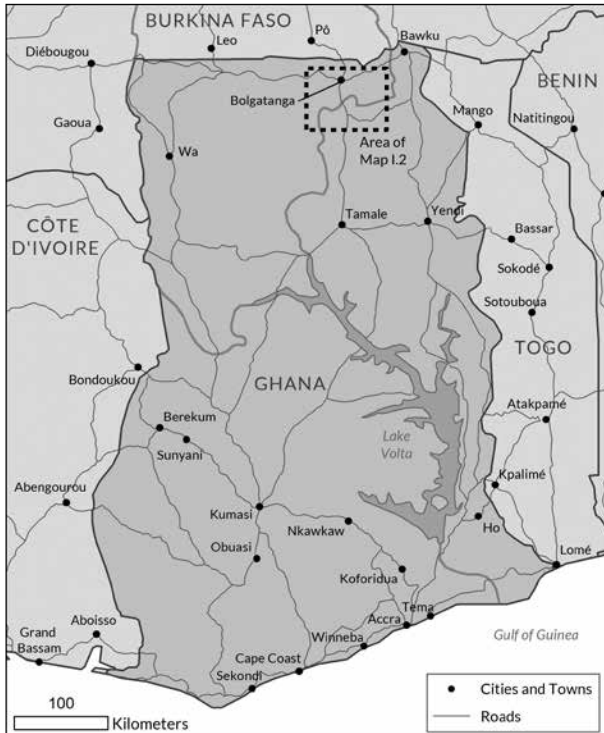 BURKINA FASO
Leo
Pô
Bawku
Diébougou
BENIN
Bolgatanga
Mango
Natitingou
Gaoua
Wa
Area of
Map I.2
CÔTE
D'IVOIRE
Tamale
Yendi
Bassar
Sokodé
Sotouboua
TOGO
Bondoukou
GHANA
Atakpamé
Berekum
Sunyani
Lake
Volta
Kpalimé
Abengourou
Kumasi
Nkawkaw
Ho
Obuasi
Koforidua
Lomé
Tema
Accra
Aboisso
Grand
Bassam
Winneba
Gulf of Guinea
Cape Coast
Sekondi
Cities and Towns
Roads
100
Kilometers